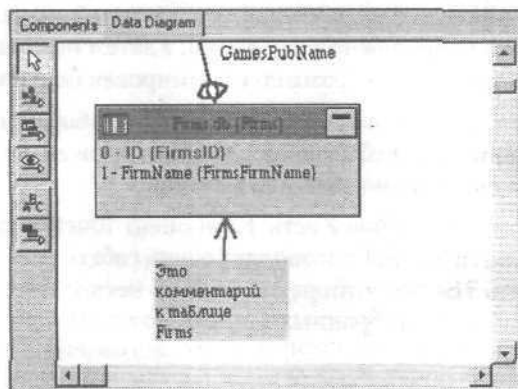 Components
Data Diagram
GamesPubName
Firms db {Firms}
0 - ID {FirmsID}
1 - FirmName {FirmsFirmName}
A B C
Это
комментарий
к таблице
Firms